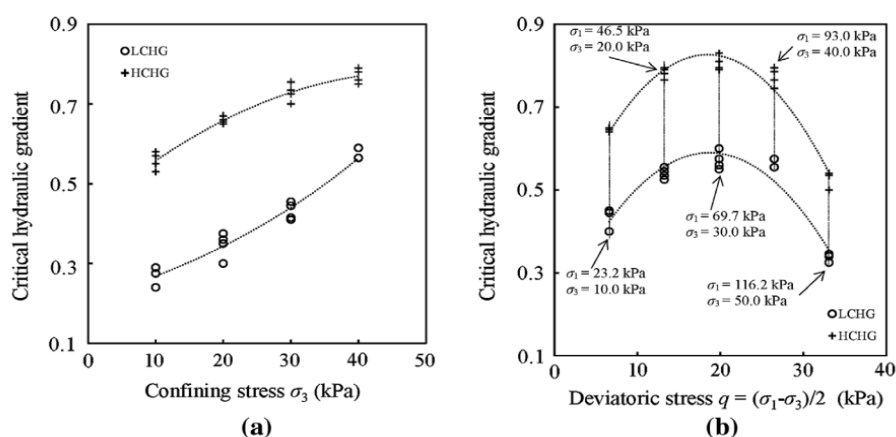 (a)
0.9
0.7
0.5
0.3
0.1
Critical hydraulic gradient
LCHG
HCHG
0 10 20 30 40 50
Confining stress σ3 (kPa)
(a)
(b)
0.9
0.7
0.5
0.3
0.1
Critical hydraulic gradient
σ1= 46.5 kPa
σ3 = 20.0 kPa
σ1 = 93.0 kPa
σ3 = 40.0 kPa
σ1 = 69.7 kPa
σ3 = 30.0 kPa
σ1 = 23.2 kPa
σ3 = 10.0 kPa
σ1 = 116.2 kPa
σ3 = 50.0 kPa
LCHG
HCHG
0 10 20 30 40
Deviatoric stress q = (σ1-σ3)/2 (kPa)
(b)